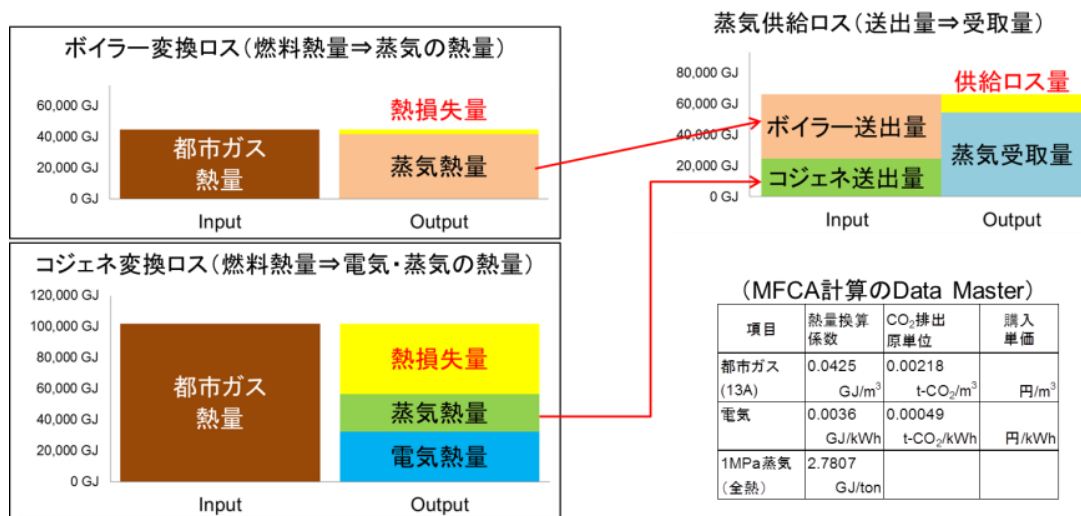 ボイラー変換ロス(燃料熱量⇒蒸気の熱量)
60,000 GJ
40,000 GJ
20,000 GJ
0 GJ
都市ガス
熱量
熱損失量
蒸気熱量
Input
Output
コジェネ変換ロス(燃料熱量⇒電気・蒸気の熱量)
120,000 GJ
100,000 GJ
80,000 GJ
60,000 GJ
40,000 GJ
20,000 GJ
0 GJ
都市ガス
熱量
熱損失量
蒸気熱量
電気熱量
Input
Output
蒸気供給ロス(送出量⇒受取量)
80,000 GJ
60,000 GJ
40,000 GJ
20,000 GJ
0 GJ
供給ロス量
ボイラー送出量
コジェネ送出量
蒸気受取量
Input
Output
(MFCA計算のData Master)
項目 熱量換算係数 CO₂排出原単位 購入単価
都市ガス(13A) 0.0425 GJ/m³ 0.00218 t-CO₂/m³ 円/m³
電気 0.0036 GJ/kWh 0.00049 t-CO₂/kWh 円/kWh
1MPa蒸気(全熱) 2.7807 GJ/ton